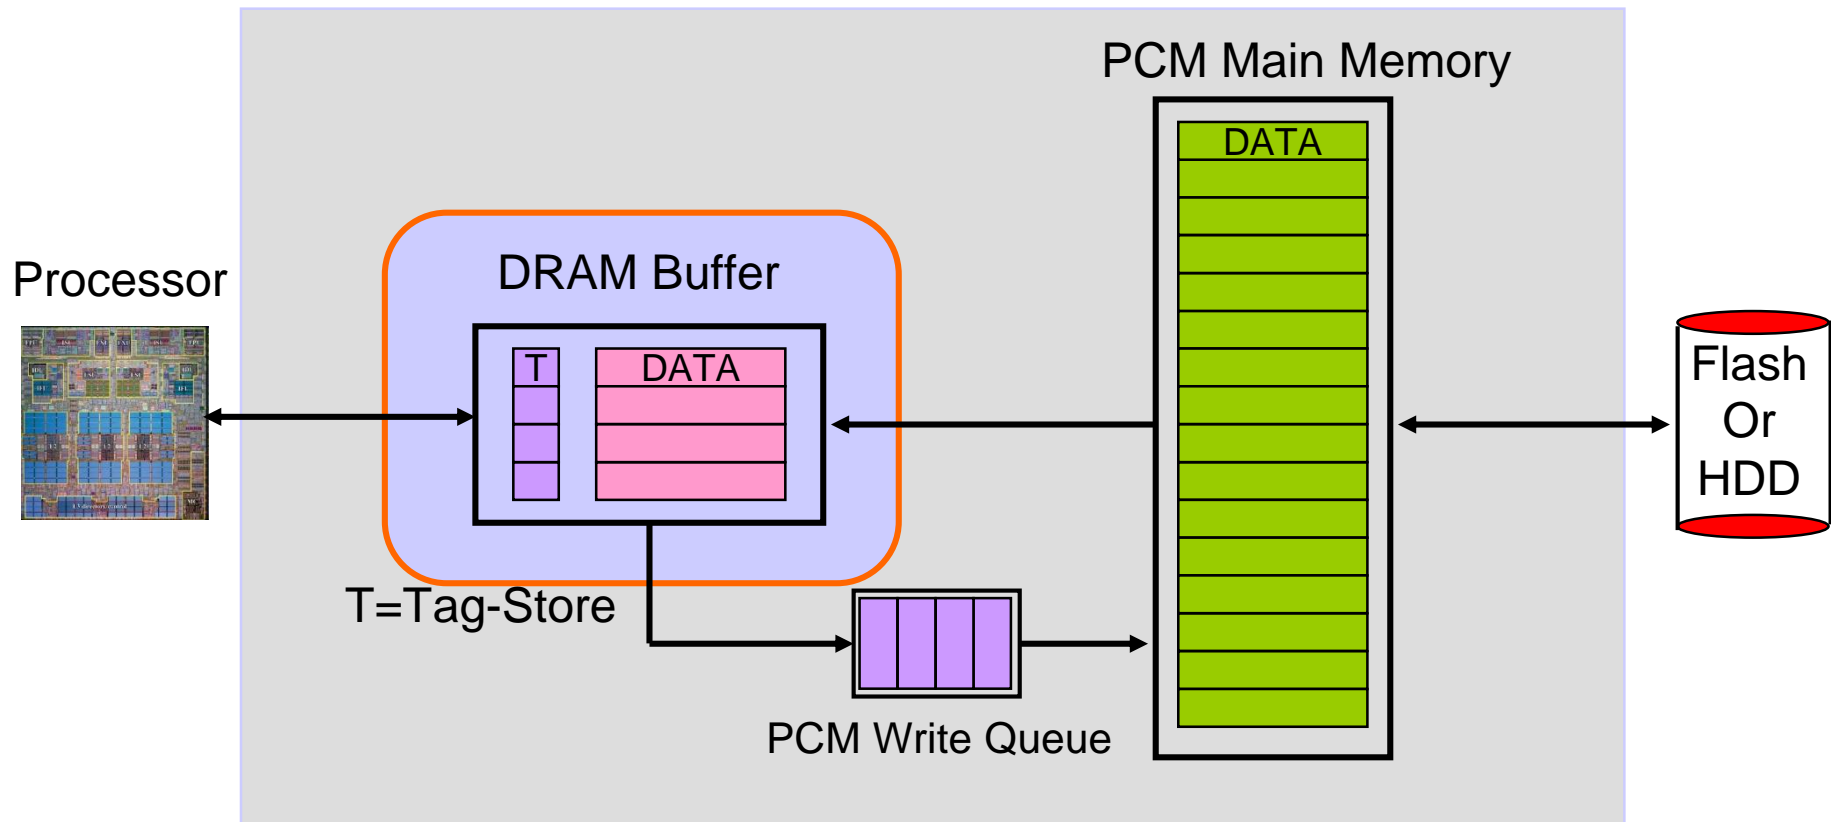 PCM Main Memory
DATA
DRAM Buffer
Processor
T
DATA
Flash
Or
HDD
T=Tag-Store
PCM Write Queue